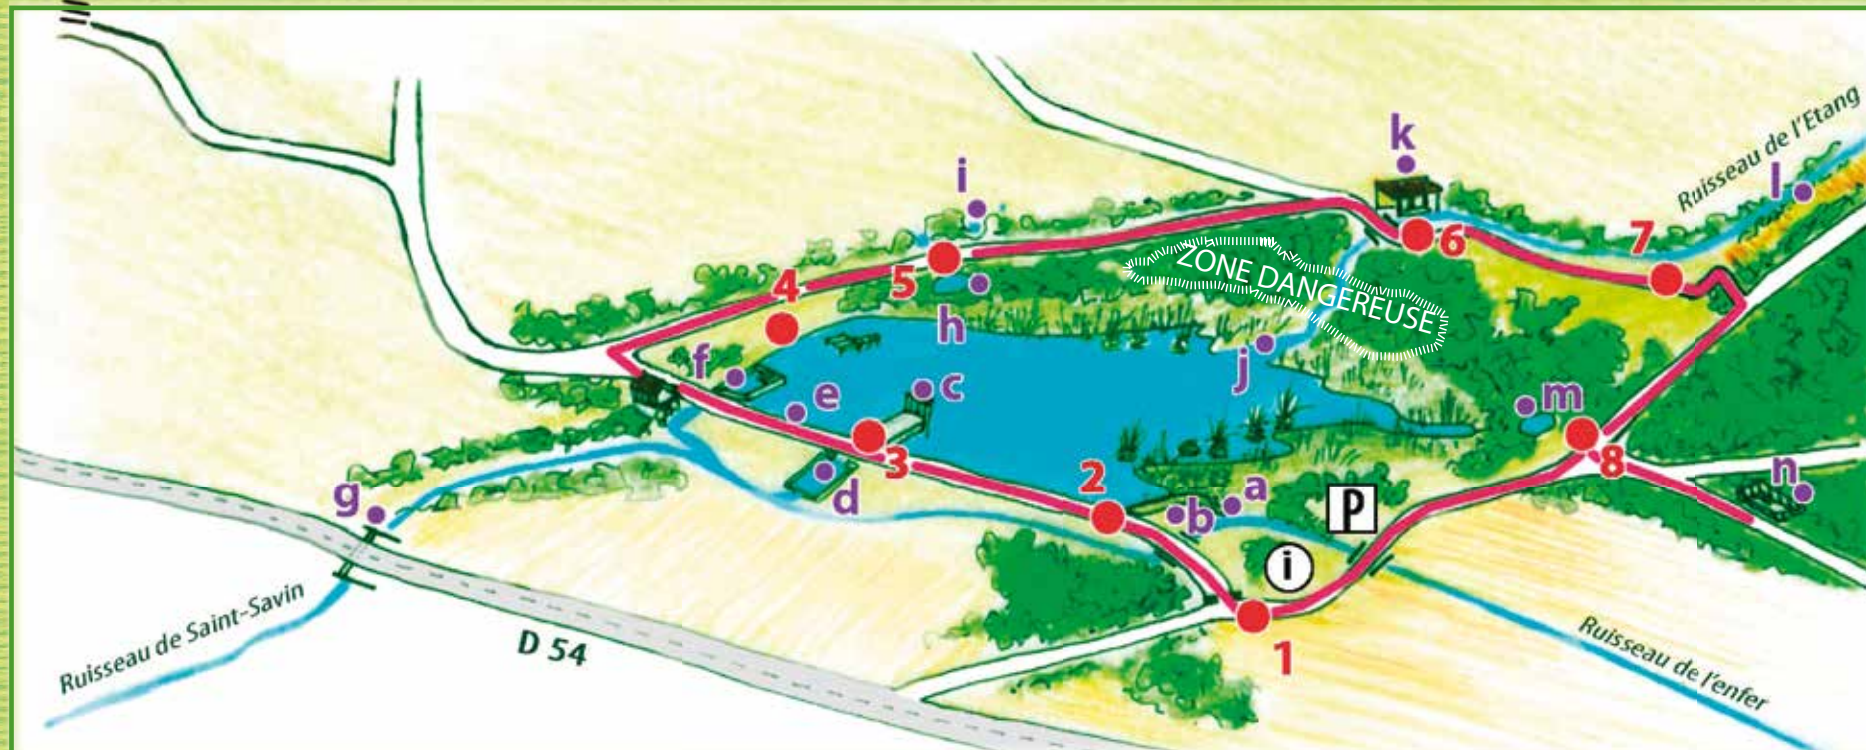 k
Ruisseau de l'Etang
i
l
7
6
ZONE DANGEREUSE
4
5
h
f
c
j
e
m
3
8
2
n
g
d
a
b
P
i
Ruisseau de Saint-Savin
D 54
1
Ruisseau de l'enfer